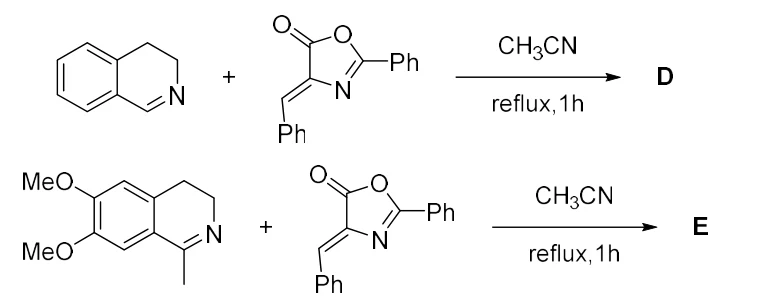 O O CH₃CN
Ph
+ D
N N reflux,1h
Ph
MeO O O CH₃CN
Ph
+ E
MeO N N reflux,1h
Ph